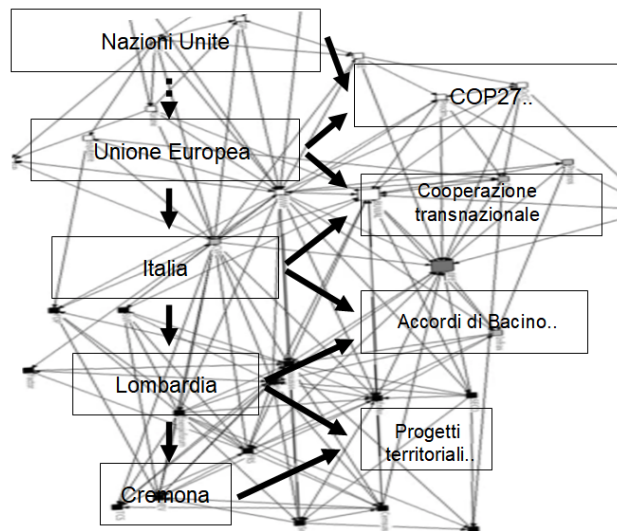 Nazioni Unite
COP27..
Unione Europea
Cooperazione
transnazionale
Italia
Accordi di Bacino..
Lombardia
Progetti
territoriali..
Cremona